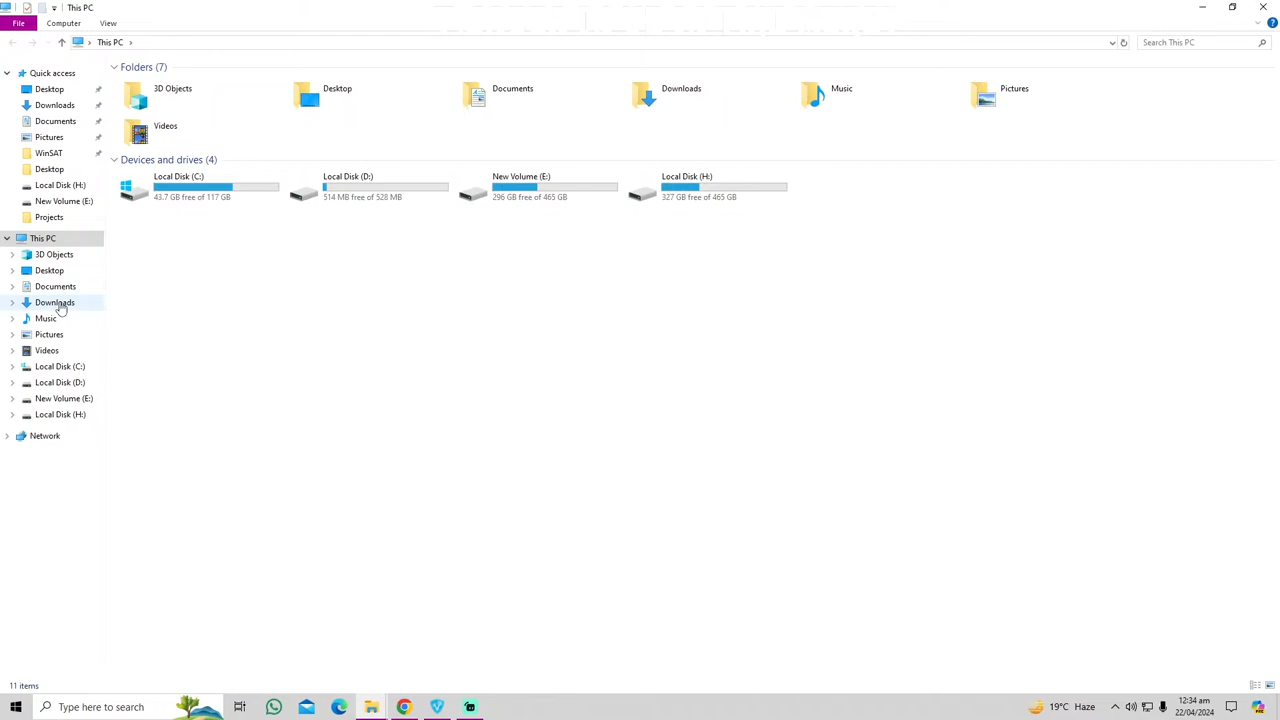 This PC
File Computer View
This PC
Search This PC
Quick access
Desktop
Downloads
Documents
Pictures
WinSAT
Desktop
Local Disk (H:)
New Volume (E:)
Projects
This PC
3D Objects
Desktop
Documents
Downloads
Music
Pictures
Videos
Local Disk (C:)
Local Disk (D:)
New Volume (E:)
Local Disk (H:)
Network
Folders (7)
3D Objects
Desktop
Documents
Downloads
Music
Pictures
Videos
Devices and drives (4)
Local Disk (C:)
43.7 GB free of 117 GB
Local Disk (D:)
514 MB free of 528 MB
New Volume (E:)
296 GB free of 465 GB
Local Disk (H:)
327 GB free of 465 GB
11 items
Type here to search
19°C Haze
12:34 am
22/04/2024